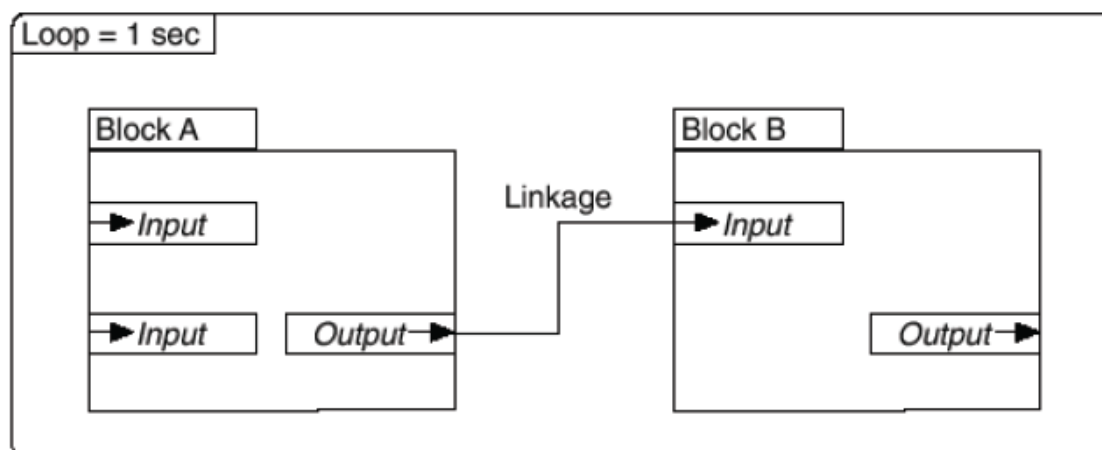 Loop = 1 sec
Block A
Block B
Linkage
Input
Input
Input
Output
Output